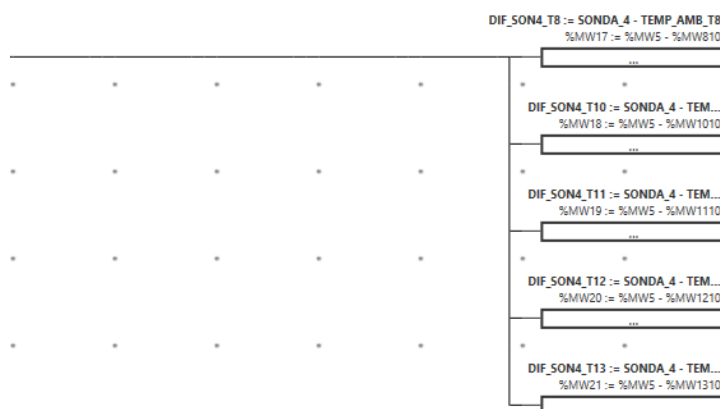 DIF_SON4_T8 := SONDA_4 - TEMP_AMB_T8
%MW17 := %MW5 - %MW810
...
DIF_SON4_T10 := SONDA_4 - TEM...
%MW18 := %MW5 - %MW1010
...
DIF_SON4_T11 := SONDA_4 - TEM...
%MW19 := %MW5 - %MW1110
...
DIF_SON4_T12 := SONDA_4 - TEM...
%MW20 := %MW5 - %MW1210
...
DIF_SON4_T13 := SONDA_4 - TEM...
%MW21 := %MW5 - %MW1310